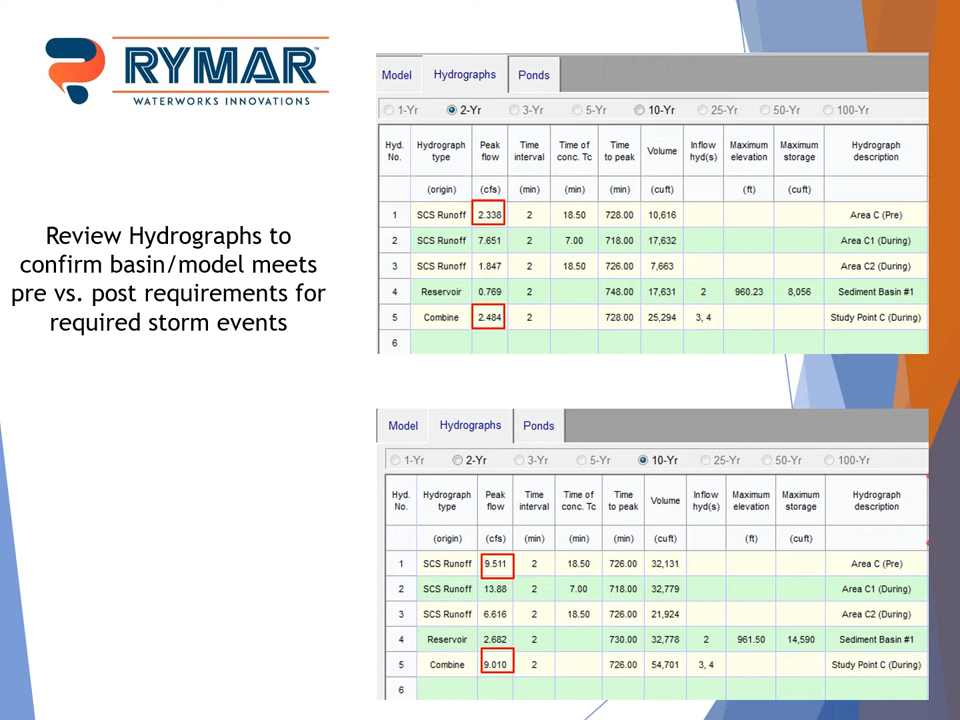 RYMAR™
WATERWORKS INNOVATIONS
Review Hydrographs to
confirm basin/model meets
pre vs. post requirements for
required storm events
Model Hydrographs Ponds
1-Yr 2-Yr 3-Yr 5-Yr 10-Yr 25-Yr 50-Yr 100-Yr
Hyd. Hydrograph Peak Time Time of Time Volume Inflow Maximum Maximum Hydrograph
No. type flow interval conc. Tc to peak hyd(s) elevation storage description
(origin) (cfs) (min) (min) (min) (cuft) (ft) (cuft)
1 SCS Runoff 2.338 2 18.50 728.00 10,616 Area C (Pre)
2 SCS Runoff 7.651 2 7.00 718.00 17,632 Area C1 (During)
3 SCS Runoff 1.847 2 18.50 726.00 7,663 Area C2 (During)
4 Reservoir 0.769 2 748.00 17,631 2 960.23 8,056 Sediment Basin #1
5 Combine 2.484 2 728.00 25,294 3, 4 Study Point C (During)
6
Model Hydrographs Ponds
1-Yr 2-Yr 3-Yr 5-Yr 10-Yr 25-Yr 50-Yr 100-Yr
Hyd. Hydrograph Peak Time Time of Time Volume Inflow Maximum Maximum Hydrograph
No. type flow interval conc. Tc to peak hyd(s) elevation storage description
(origin) (cfs) (min) (min) (min) (cuft) (ft) (cuft)
1 SCS Runoff 9.511 2 18.50 726.00 32,131 Area C (Pre)
2 SCS Runoff 13.88 2 7.00 718.00 32,779 Area C1 (During)
3 SCS Runoff 6.616 2 18.50 726.00 21,924 Area C2 (During)
4 Reservoir 2.682 2 730.00 32,778 2 961.50 14,590 Sediment Basin #1
5 Combine 9.010 2 726.00 54,701 3, 4 Study Point C (During)
6